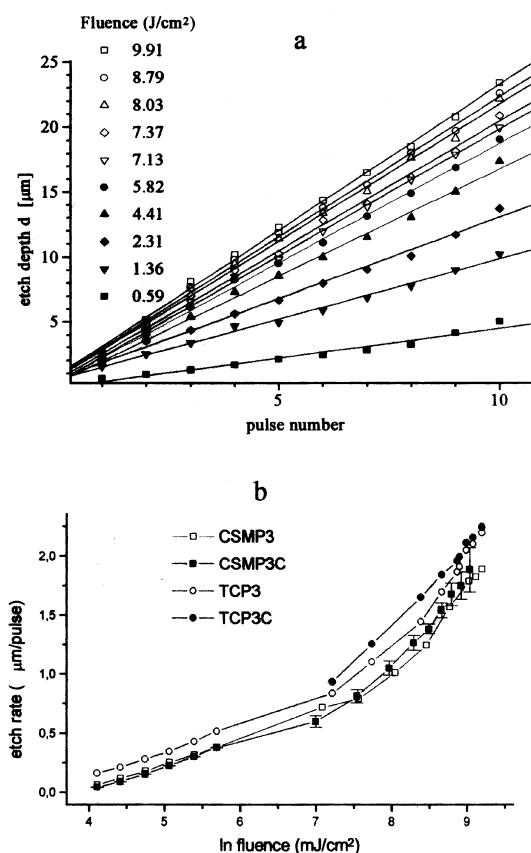 Fluence (J/cm²)
a
9.91
8.79
8.03
7.37
7.13
5.82
4.41
2.31
1.36
0.59
etch depth d [µm]
25
20
15
10
5
5
10
pulse number
b
CSMP3
CSMP3C
TCP3
TCP3C
etch rate ( µm/pulse)
2,0
1,5
1,0
0,5
0,0
4
5
6
7
8
9
ln fluence (mJ/cm²)